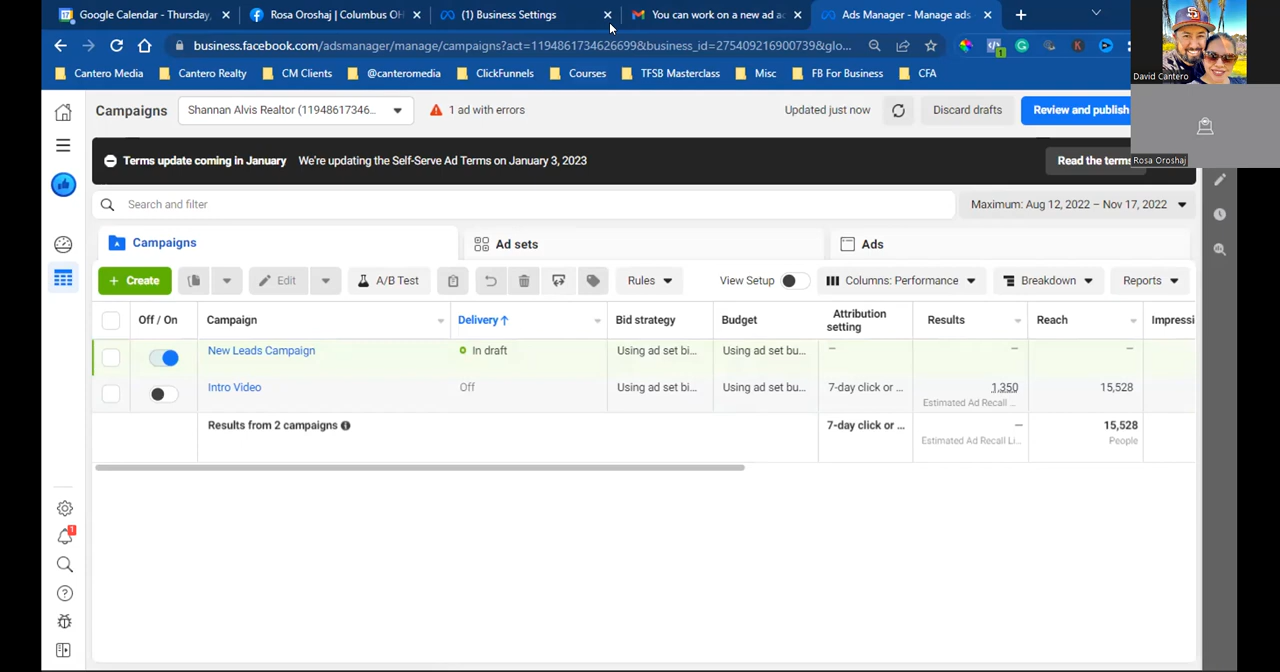 Google Calendar - Thursday,
Rosa Oroshaj | Columbus OH
(1) Business Settings
You can work on a new ad a
Ads Manager - Manage ads
business.facebook.com/adsmanager/manage/campaigns?act=1194861734626699&business_id=275409216900739&glo...
Cantero Media
Cantero Realty
CM Clients
@canteromedia
ClickFunnels
Courses
TFSB Masterclass
Misc
FB For Business
CFA
David Cantero
Rosa Oroshaj
Campaigns
Shannan Alvis Realtor (11948617346...
1 ad with errors
Updated just now
Discard drafts
Review and publish
Terms update coming in January
We're updating the Self-Serve Ad Terms on January 3, 2023
Read the terms
Search and filter
Maximum: Aug 12, 2022 – Nov 17, 2022
Campaigns
Ad sets
Ads
+ Create
Edit
A/B Test
Rules
View Setup
Columns: Performance
Breakdown
Reports
Off / On
Campaign
Delivery ↑
Bid strategy
Budget
Attribution
setting
Results
Reach
Impressi
New Leads Campaign
In draft
Using ad set bi...
Using ad set bu...
—
—
—
Intro Video
Off
Using ad set bi...
Using ad set bu...
7-day click or ...
1,350
Estimated Ad Recall ...
15,528
Results from 2 campaigns
7-day click or ...
—
Estimated Ad Recall Li...
15,528
People
1
1